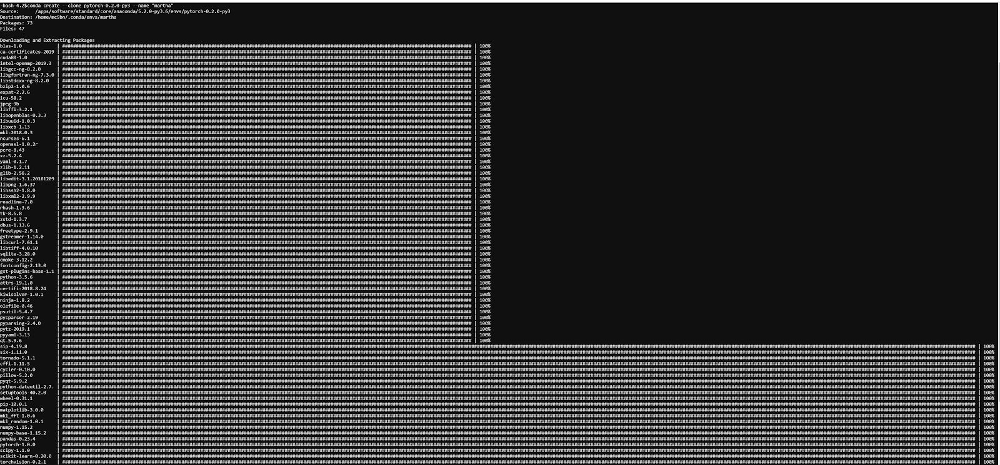 -bash-4.2$conda create --clone pytorch-0.2.0-py3 --name "martha"
Source:      /apps/software/standard/core/anaconda/5.2.0-py3.6/envs/pytorch-0.2.0-py3
Destination: /home/mc9bn/.conda/envs/martha
Packages: 73
Files: 47

Downloading and Extracting Packages
blas-1.0 | | 100%
ca-certificates-2019 | | 100%
cuda80-1.0 | | 100%
intel-openmp-2019.3 | | 100%
libgcc-ng-8.2.0 | | 100%
libgfortran-ng-7.3.0 | | 100%
libstdcxx-ng-8.2.0 | | 100%
bzip2-1.0.6 | | 100%
expat-2.2.6 | | 100%
icu-58.2 | | 100%
jpeg-9b | | 100%
libffi-3.2.1 | | 100%
libopenblas-0.3.3 | | 100%
libuuid-1.0.3 | | 100%
libxcb-1.13 | | 100%
mkl-2018.0.3 | | 100%
ncurses-6.1 | | 100%
openssl-1.0.2r | | 100%
pcre-8.43 | | 100%
xz-5.2.4 | | 100%
yaml-0.1.7 | | 100%
zlib-1.2.11 | | 100%
glib-2.56.2 | | 100%
libedit-3.1.20181209 | | 100%
libpng-1.6.37 | | 100%
libssh2-1.8.0 | | 100%
libxml2-2.9.9 | | 100%
readline-7.0 | | 100%
rhash-1.3.6 | | 100%
tk-8.6.8 | | 100%
zstd-1.3.7 | | 100%
dbus-1.13.6 | | 100%
freetype-2.9.1 | | 100%
gstreamer-1.14.0 | | 100%
libcurl-7.61.1 | | 100%
libtiff-4.0.10 | | 100%
sqlite-3.28.0 | | 100%
cmake-3.12.2 | | 100%
fontconfig-2.13.0 | | 100%
gst-plugins-base-1.1 | | 100%
python-3.5.6 | | 100%
attrs-19.1.0 | | 100%
certifi-2018.8.24 | | 100%
kiwisolver-1.0.1 | | 100%
ninja-1.8.2 | | 100%
olefile-0.46 | | 100%
psutil-5.4.7 | | 100%
pycparser-2.19 | | 100%
pyparsing-2.4.0 | | 100%
pytz-2019.1 | | 100%
pyyaml-3.13 | | 100%
qt-5.9.6 | | 100%
sip-4.19.8 | | 100%
six-1.11.0 | | 100%
tornado-5.1.1 | | 100%
cffi-1.11.5 | | 100%
cycler-0.10.0 | | 100%
pillow-5.2.0 | | 100%
pyqt-5.9.2 | | 100%
python-dateutil-2.7. | | 100%
setuptools-40.2.0 | | 100%
wheel-0.31.1 | | 100%
pip-10.0.1 | | 100%
matplotlib-3.0.0 | | 100%
mkl_fft-1.0.6 | | 100%
mkl_random-1.0.1 | | 100%
numpy-1.15.2 | | 100%
numpy-base-1.15.2 | | 100%
pandas-0.23.4 | | 100%
pytorch-1.0.0 | | 100%
scipy-1.1.0 | | 100%
scikit-learn-0.20.0 | | 100%
torchvision-0.2.1 | | 100%